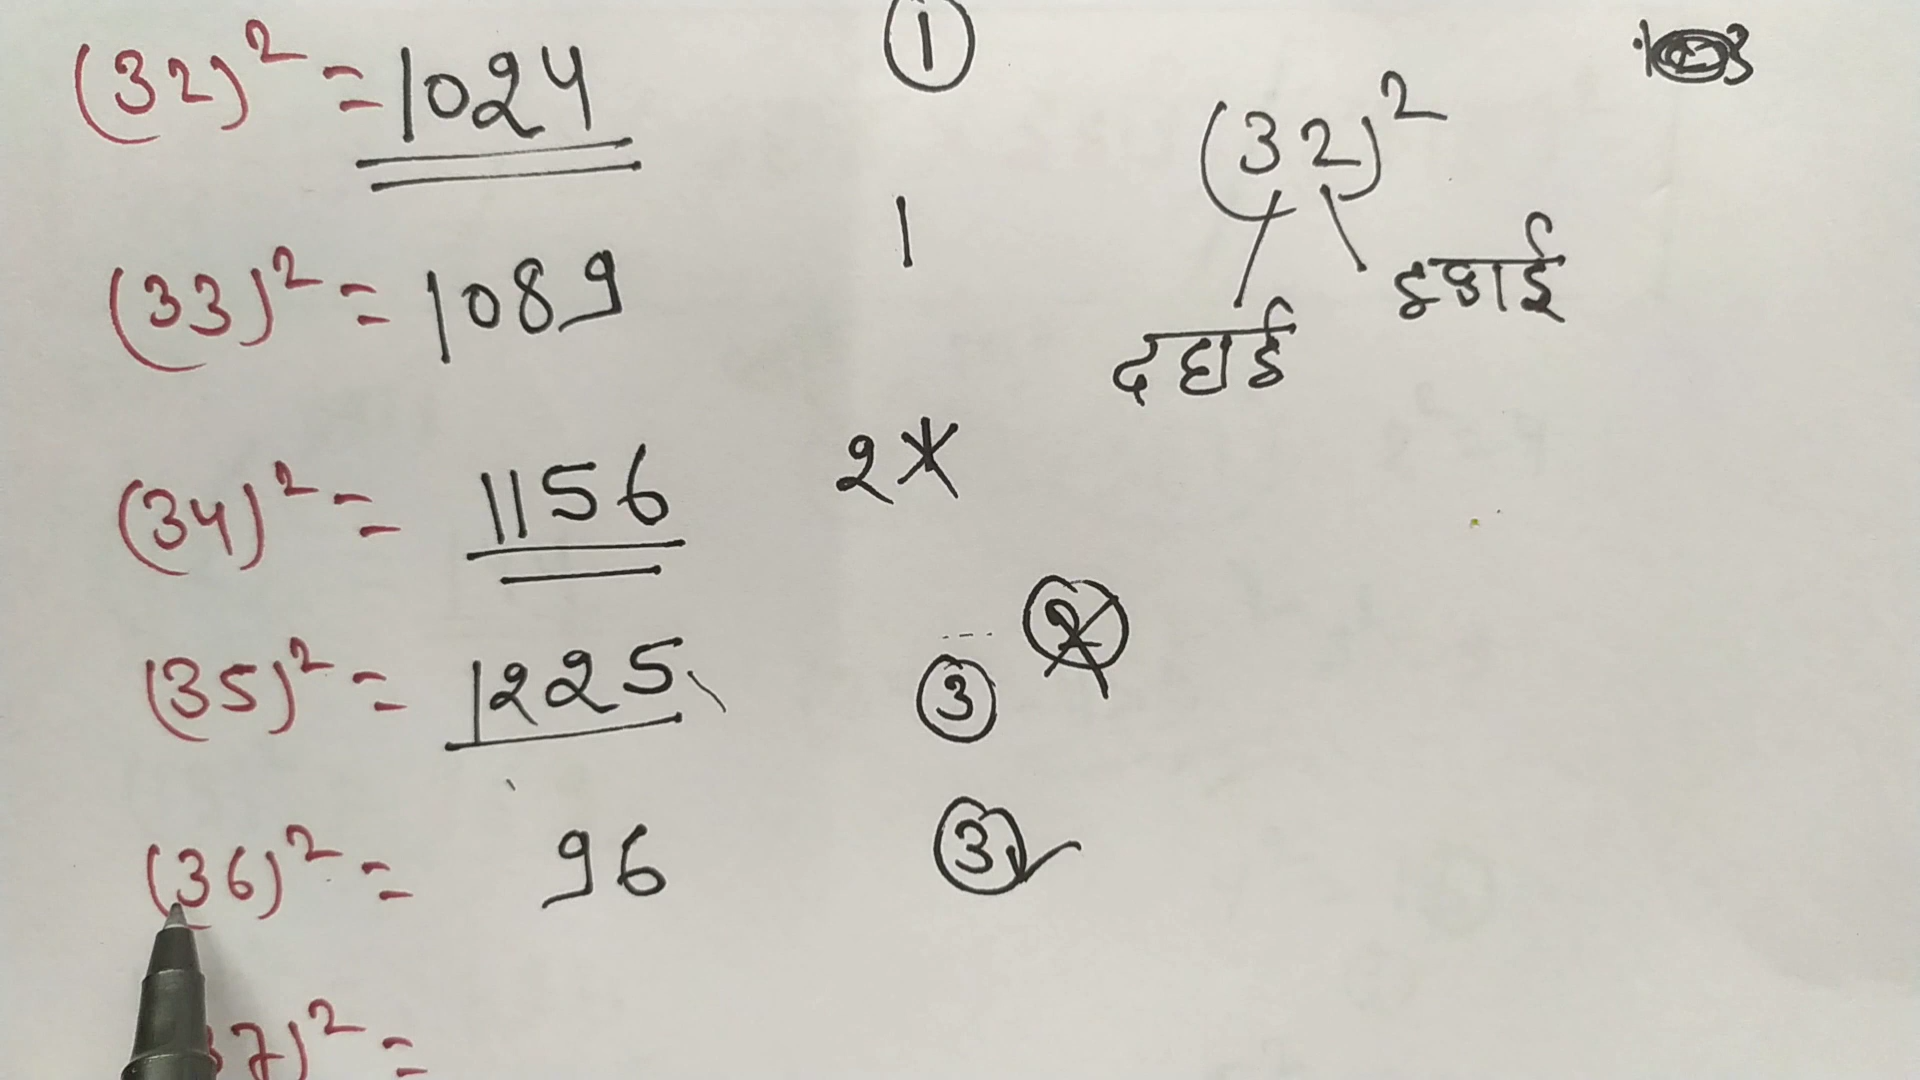 (32)² = 1024
①
(32)²
दहाई
इकाई
(33)² = 1089
1
(34)² = 1156
2
(35)² = 1225
③
(36)² = 96
③✓
37)² =